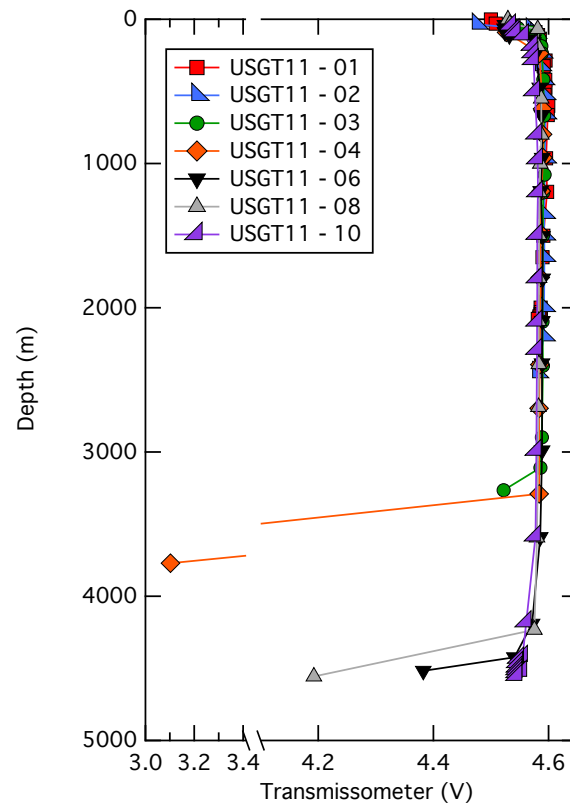 0
USGT11 - 01
USGT11 - 02
USGT11 - 03
USGT11 - 04
USGT11 - 06
USGT11 - 08
USGT11 - 10
1000
2000
Depth (m)
3000
4000
5000
3.0 3.2 3.4 4.2 4.4 4.6
Transmissometer (V)